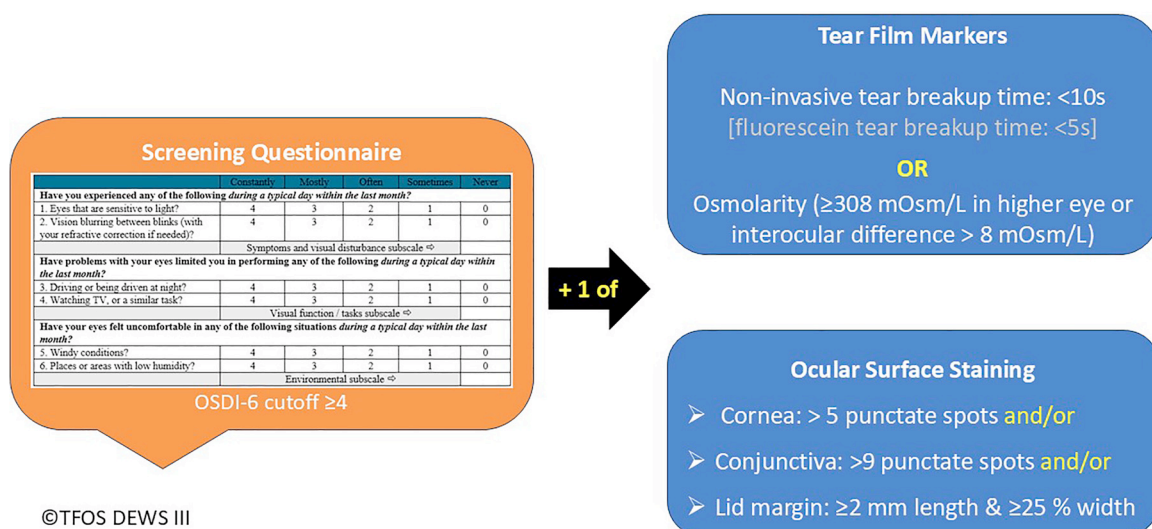 Screening Questionnaire
Constantly Mostly Often Sometimes Never
Have you experienced any of the following during a typical day within the last month?
1. Eyes that are sensitive to light? 4 3 2 1 0
2. Vision blurring between blinks (with your refractive correction if needed)? 4 3 2 1 0
Symptoms and visual disturbance subscale ⇨
Have problems with your eyes limited you in performing any of the following during a typical day within
the last month?
3. Driving or being driven at night? 4 3 2 1 0
4. Watching TV, or a similar task? 4 3 2 1 0
Visual function / tasks subscale ⇨
Have your eyes felt uncomfortable in any of the following situations during a typical day within the last
month?
5. Windy conditions? 4 3 2 1 0
6. Places or areas with low humidity? 4 3 2 1 0
Environmental subscale ⇨
OSDI-6 cutoff ≥4
+ 1 of
Tear Film Markers
Non-invasive tear breakup time: <10s
[fluorescein tear breakup time: <5s]
OR
Osmolarity (≥308 mOsm/L in higher eye or
interocular difference > 8 mOsm/L)
Ocular Surface Staining
➢ Cornea: > 5 punctate spots and/or
➢ Conjunctiva: >9 punctate spots and/or
➢ Lid margin: ≥2 mm length & ≥25 % width
©TFOS DEWS III